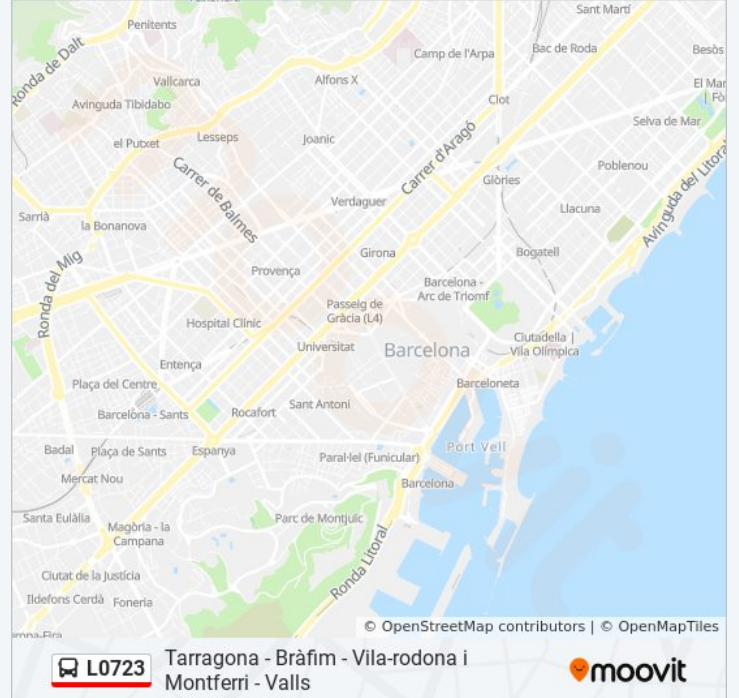 Sant Martí
Penitents
Ronda de Dalt
Camp de l'Arpa
Bac de Roda
Besòs
Vallcarca
Alfons X
El Mar
| Fò
Avinguda Tibidabo
Clot
Selva de Mar
el Putxet
Lesseps
Joanic
Carrer d'Aragó
Poblenou
Carrer de Balmes
Glòries
Avinguda del Litoral
Sarrià
Verdaguer
Llacuna
la Bonanova
Girona
Bogatell
Ronda del Mig
Provença
Barcelona -
Arc de Triomf
Passeig de
Gràcia (L4)
Hospital Clínic
Universitat
Barcelona
Ciutadella |
Vila Olímpica
Entença
Plaça del Centre
Barceloneta
Barcelona - Sants
Rocafort
Sant Antoni
Badal
Plaça de Sants
Espanya
Paral·lel (Funicular)
Port Vell
Mercat Nou
Barcelona
Santa Eulàlia
Magòria - la
Campana
Parc de Montjuïc
Ronda Litoral
Ciutat de la Justícia
Ildefons Cerdà
Foneria
© OpenStreetMap contributors | © OpenMapTiles
L0723
Tarragona - Bràfim - Vila-rodona i
Montferri - Valls
moovit